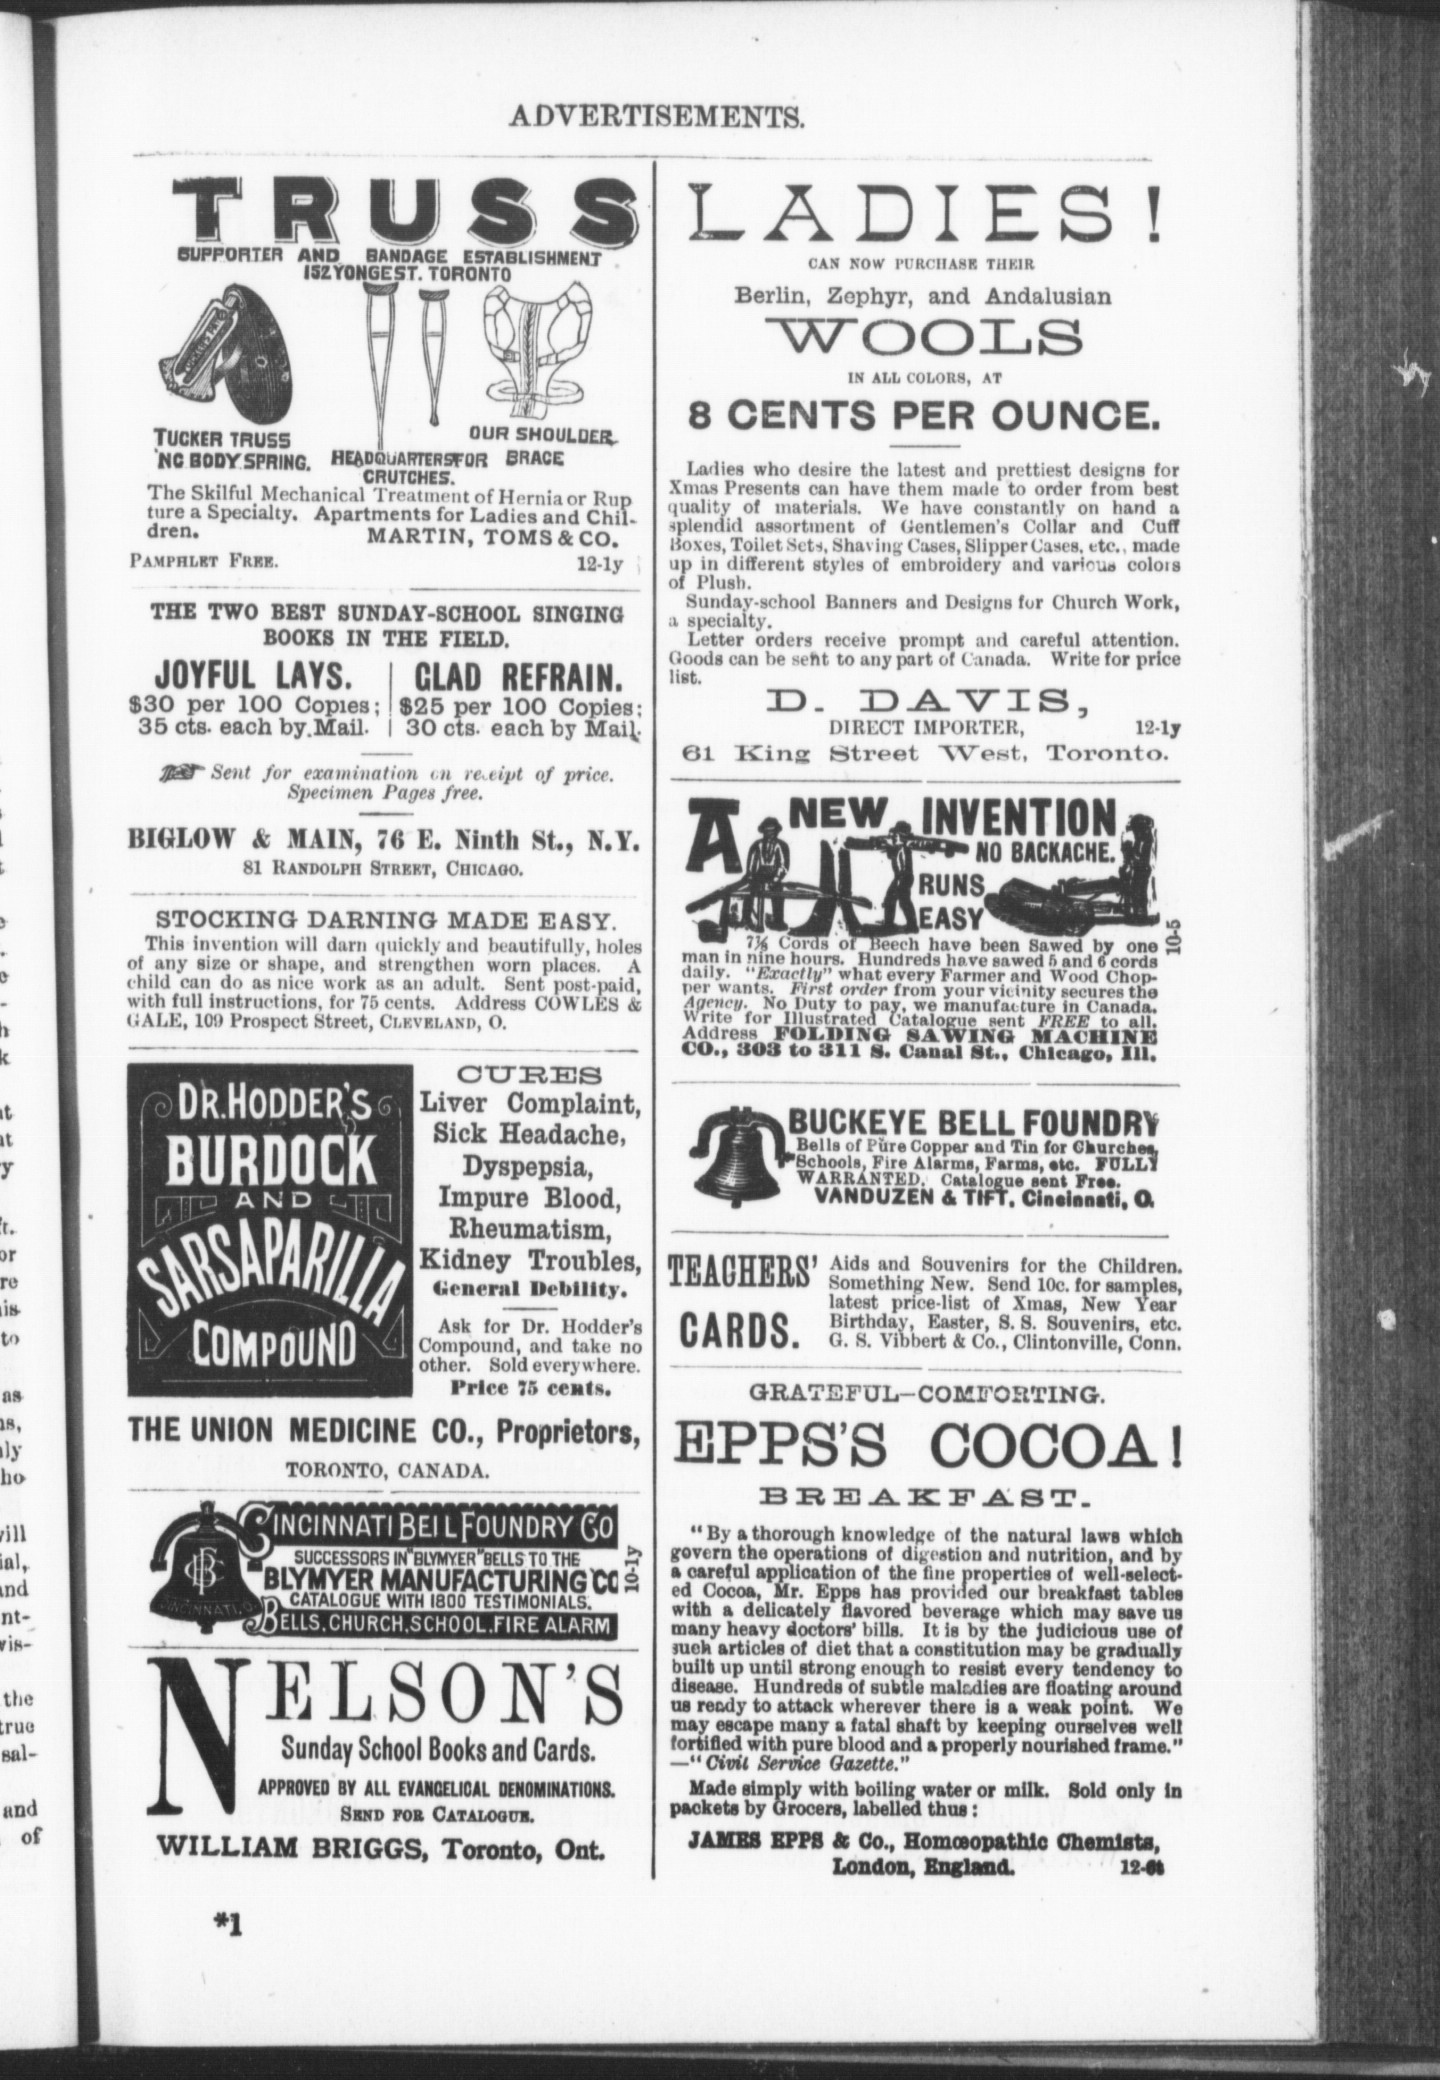 ADVERTISEMENTS.
TRUSS
SUPPORTER AND BANDAGE ESTABLISHMENT
152 YONGE ST. TORONTO
TUCKER TRUSS
NC BODY SPRING.
HEADQUARTERS FOR
CRUTCHES.
OUR SHOULDER
BRACE
The Skilful Mechanical Treatment of Hernia or Rup
ture a Specialty. Apartments for Ladies and Chil-
dren. MARTIN, TOMS & CO.
PAMPHLET FREE. 12-1y
THE TWO BEST SUNDAY-SCHOOL SINGING
BOOKS IN THE FIELD.
JOYFUL LAYS.
$30 per 100 Copies;
35 cts. each by Mail.
GLAD REFRAIN.
$25 per 100 Copies;
30 cts. each by Mail.
Sent for examination on receipt of price.
Specimen Pages free.
BIGLOW & MAIN, 76 E. Ninth St., N.Y.
81 RANDOLPH STREET, CHICAGO.
STOCKING DARNING MADE EASY.
This invention will darn quickly and beautifully, holes
of any size or shape, and strengthen worn places. A
child can do as nice work as an adult. Sent post-paid,
with full instructions, for 75 cents. Address COWLES &
GALE, 109 Prospect Street, CLEVELAND, O.
DR. HODDER'S
BURDOCK
AND
SARSAPARILLA
COMPOUND
CURES
Liver Complaint,
Sick Headache,
Dyspepsia,
Impure Blood,
Rheumatism,
Kidney Troubles,
General Debility.
Ask for Dr. Hodder's
Compound, and take no
other. Sold everywhere.
Price 75 cents.
THE UNION MEDICINE CO., Proprietors,
TORONTO, CANADA.
CINCINNATI BELL FOUNDRY CO
SUCCESSORS IN "BLYMYER" BELLS TO THE
BLYMYER MANUFACTURING CO
CATALOGUE WITH 1800 TESTIMONIALS.
BELLS, CHURCH, SCHOOL, FIRE ALARM
10-1y
CINCINNATI, O.
NELSON'S
Sunday School Books and Cards.
APPROVED BY ALL EVANGELICAL DENOMINATIONS.
SEND FOR CATALOGUE.
WILLIAM BRIGGS, Toronto, Ont.
*1
LADIES!
CAN NOW PURCHASE THEIR
Berlin, Zephyr, and Andalusian
WOOLS
IN ALL COLORS, AT
8 CENTS PER OUNCE.
Ladies who desire the latest and prettiest designs for
Xmas Presents can have them made to order from best
quality of materials. We have constantly on hand a
splendid assortment of Gentlemen's Collar and Cuff
Boxes, Toilet Sets, Shaving Cases, Slipper Cases, etc., made
up in different styles of embroidery and various colors
of Plush.
Sunday-school Banners and Designs for Church Work,
a specialty.
Letter orders receive prompt and careful attention.
Goods can be sent to any part of Canada. Write for price
list.
D. DAVIS,
DIRECT IMPORTER, 12-1y
61 King Street West, Toronto.
A NEW INVENTION
NO BACKACHE.
RUNS
EASY
10-5
7½ Cords of Beech have been Sawed by one
man in nine hours. Hundreds have sawed 5 and 6 cords
daily. "Exactly" what every Farmer and Wood Chop-
per wants. First order from your vicinity secures the
Agency. No Duty to pay, we manufacture in Canada.
Write for Illustrated Catalogue sent FREE to all.
Address FOLDING SAWING MACHINE
CO., 303 to 311 S. Canal St., Chicago, Ill.
BUCKEYE BELL FOUNDRY
Bells of Pure Copper and Tin for Churches,
Schools, Fire Alarms, Farms, etc. FULLY
WARRANTED. Catalogue sent Free.
VANDUZEN & TIFT, Cincinnati, O.
TEACHERS'
CARDS.
Aids and Souvenirs for the Children.
Something New. Send 10c. for samples,
latest price-list of Xmas, New Year
Birthday, Easter, S. S. Souvenirs, etc.
G. S. Vibbert & Co., Clintonville, Conn.
GRATEFUL—COMFORTING.
EPPS'S COCOA!
BREAKFAST.
"By a thorough knowledge of the natural laws which
govern the operations of digestion and nutrition, and by
a careful application of the fine properties of well-select-
ed Cocoa, Mr. Epps has provided our breakfast tables
with a delicately flavored beverage which may save us
many heavy doctors' bills. It is by the judicious use of
such articles of diet that a constitution may be gradually
built up until strong enough to resist every tendency to
disease. Hundreds of subtle maladies are floating around
us ready to attack wherever there is a weak point. We
may escape many a fatal shaft by keeping ourselves well
fortified with pure blood and a properly nourished frame."
—"Civil Service Gazette."
Made simply with boiling water or milk. Sold only in
packets by Grocers, labelled thus:
JAMES EPPS & Co., Homœopathic Chemists,
London, England. 12-6t